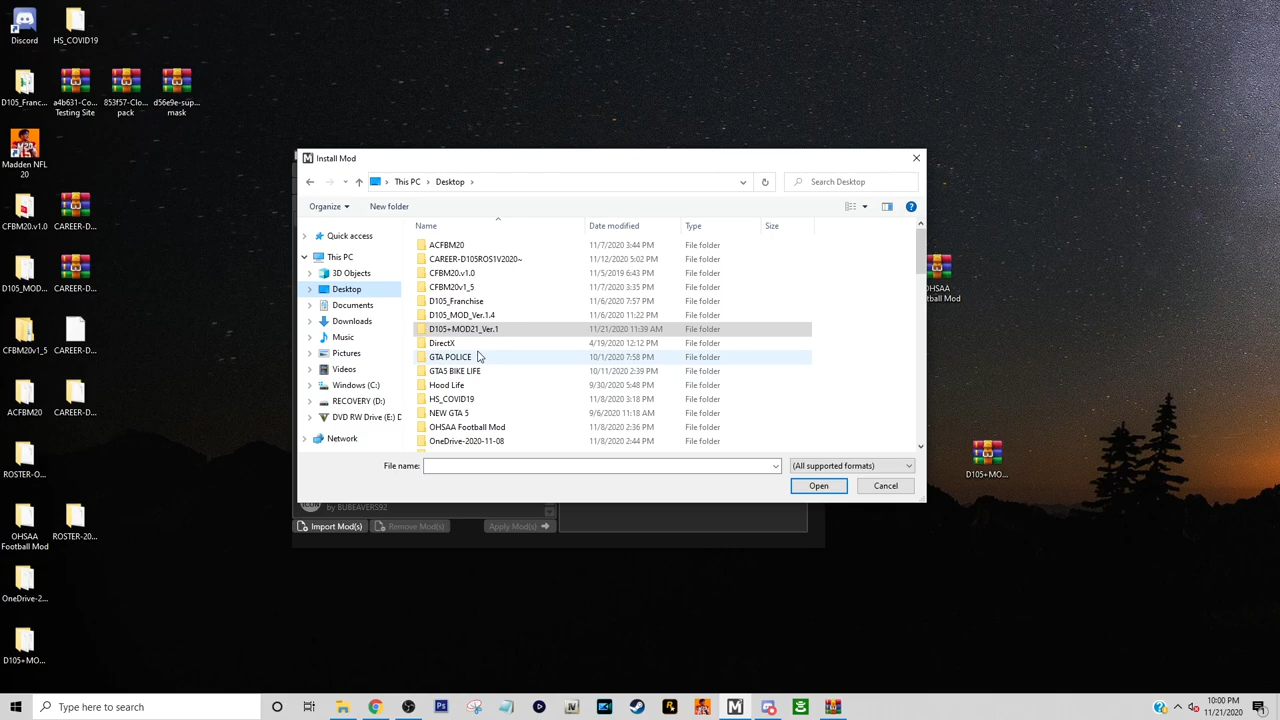 Discord
HS_COVID19
D105_Franc...
a4b631-Co...
Testing Site
853f57-Clo...
pack
d56e9e-sup...
mask
Madden NFL
20
CFBM20.v1.0
CAREER-D...
D105_MOD...
CAREER-D...
CFBM20v1_5
CAREER-D...
ACFBM20
CAREER-D...
ROSTER-O...
OHSAA
Football Mod
ROSTER-20...
OneDrive-2...
D105+MO...
OHSAA
Football Mod
D105+MO...
Install Mod
This PC
Desktop
Search Desktop
Organize
New folder
Quick access
This PC
3D Objects
Desktop
Documents
Downloads
Music
Pictures
Videos
Windows (C:)
RECOVERY (D:)
DVD RW Drive (E:) D
Network
Name Date modified Type Size
ACFBM20 11/7/2020 3:44 PM File folder
CAREER-D105ROS1V2020~ 11/12/2020 5:02 PM File folder
CFBM20.v1.0 11/5/2019 6:43 PM File folder
CFBM20v1_5 11/7/2020 3:35 PM File folder
D105_Franchise 11/6/2020 7:57 PM File folder
D105_MOD_Ver.1.4 11/6/2020 11:22 PM File folder
D105+MOD21_Ver.1 11/21/2020 11:39 AM File folder
DirectX 4/19/2020 12:12 PM File folder
GTA POLICE 10/1/2020 7:58 PM File folder
GTA5 BIKE LIFE 10/11/2020 2:39 PM File folder
Hood Life 9/30/2020 5:48 PM File folder
HS_COVID19 11/8/2020 3:18 PM File folder
NEW GTA 5 9/6/2020 11:18 AM File folder
OHSAA Football Mod 11/8/2020 2:36 PM File folder
OneDrive-2020-11-08 11/8/2020 2:44 PM File folder
File name:
(All supported formats)
Open
Cancel
by BUBEAVERS92
Import Mod(s)
Remove Mod(s)
Apply Mod(s)
Type here to search
10:00 PM
11/21/2020